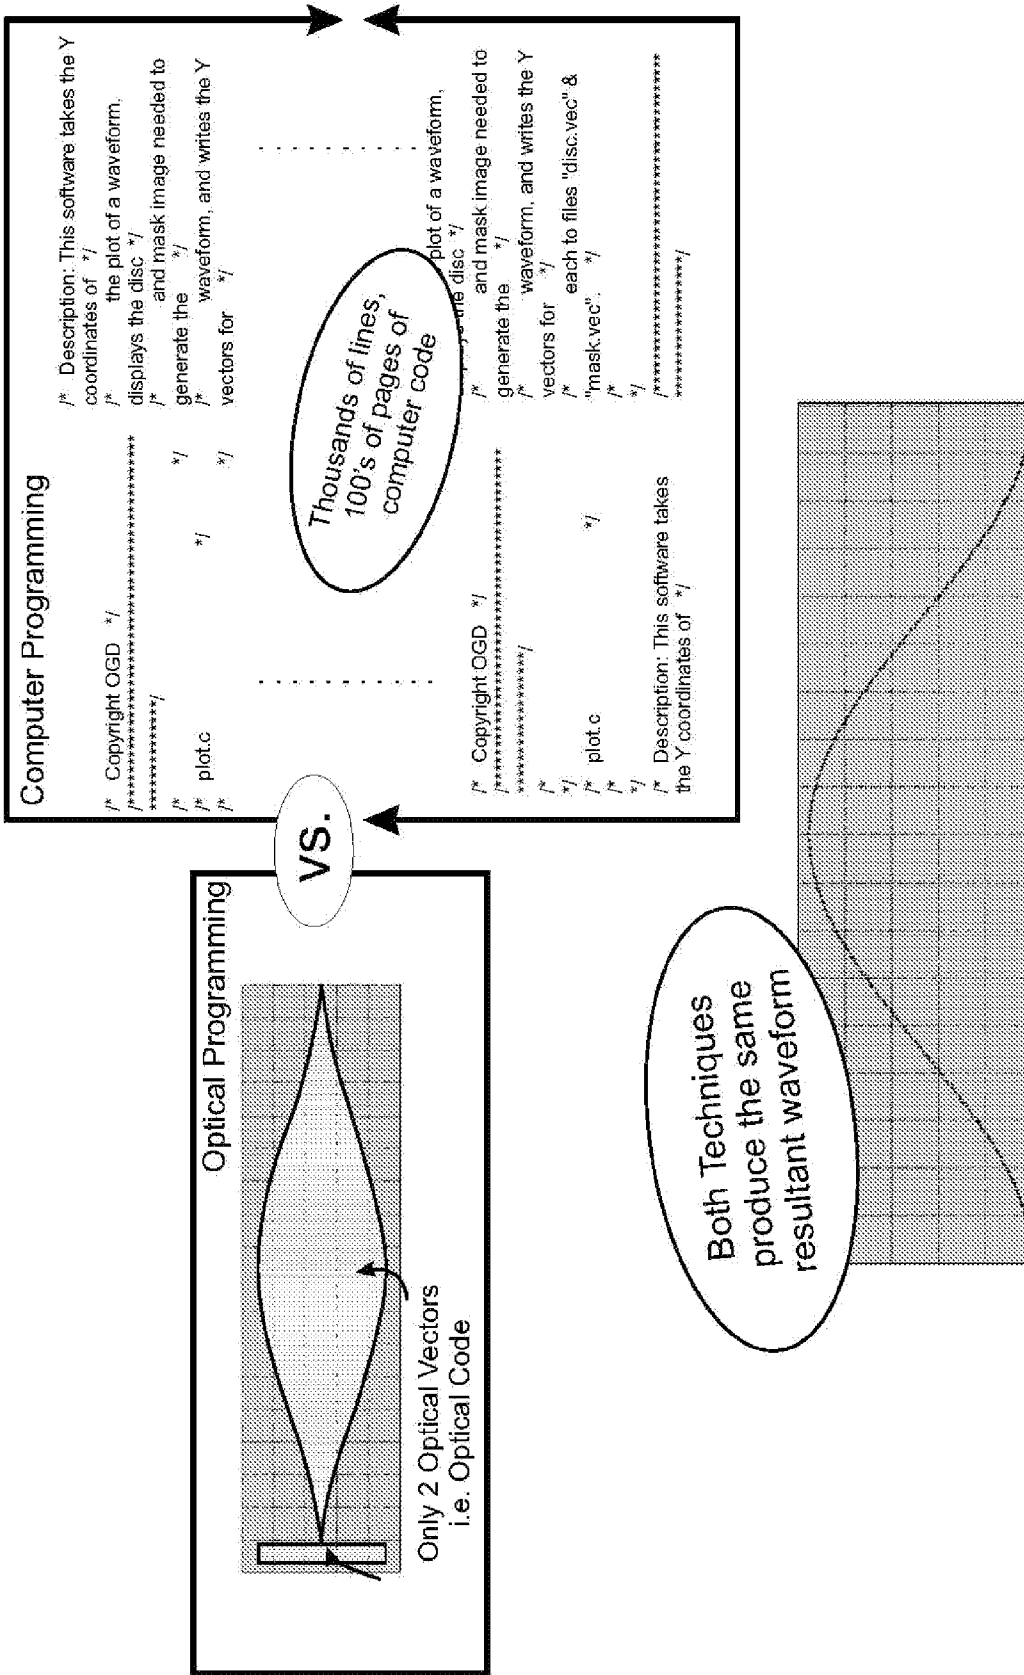 Computer Programming
/*  Copyright OGD   */
/*******************************************************
*************/
/*   */
/*  plot.c   */
/*   */
/*  Description: This software takes the Y
coordinates of   */
/*   the plot of a waveform,
displays the disc  */
/*   and mask image needed to
generate the   */
/*   waveform, and writes the Y
vectors for   */
Thousands of lines,
100's of pages of
computer code
/*  Copyright OGD   */
/*****************************************************
*****************/
/*
*/
/*  plot.c   */
/*
*/
/*  Description: This software takes
the Y coordinates of   */
plot of a waveform,
the disc  */
/*   and mask image needed to
generate the   */
/*   waveform, and writes the Y
vectors for   */
/*   each to files "disc.vec" &
"mask.vec".   */
/*
*/
/*****************************************************
*****************/
VS.
Optical Programming
Only 2 Optical Vectors
i.e. Optical Code
Both Techniques
produce the same
resultant waveform